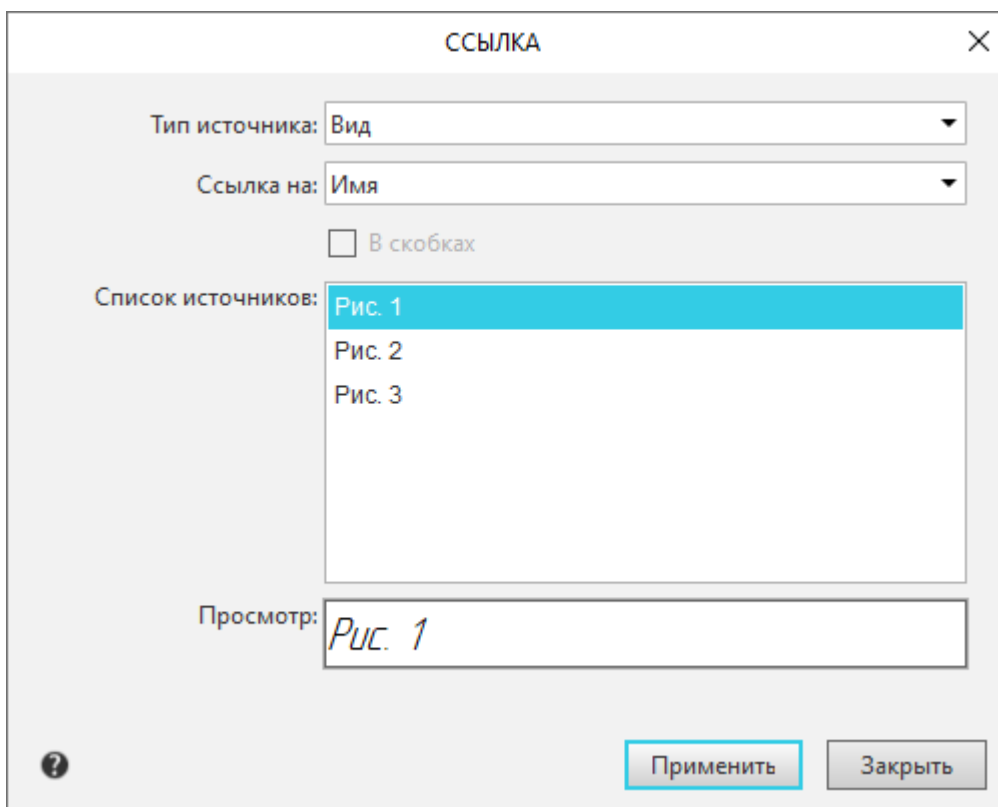 ССЫЛКА
Тип источника: Вид
Ссылка на: Имя
В скобках
Список источников: Рис. 1
Рис. 2
Рис. 3
Просмотр: Рис. 1
Применить Закрыть